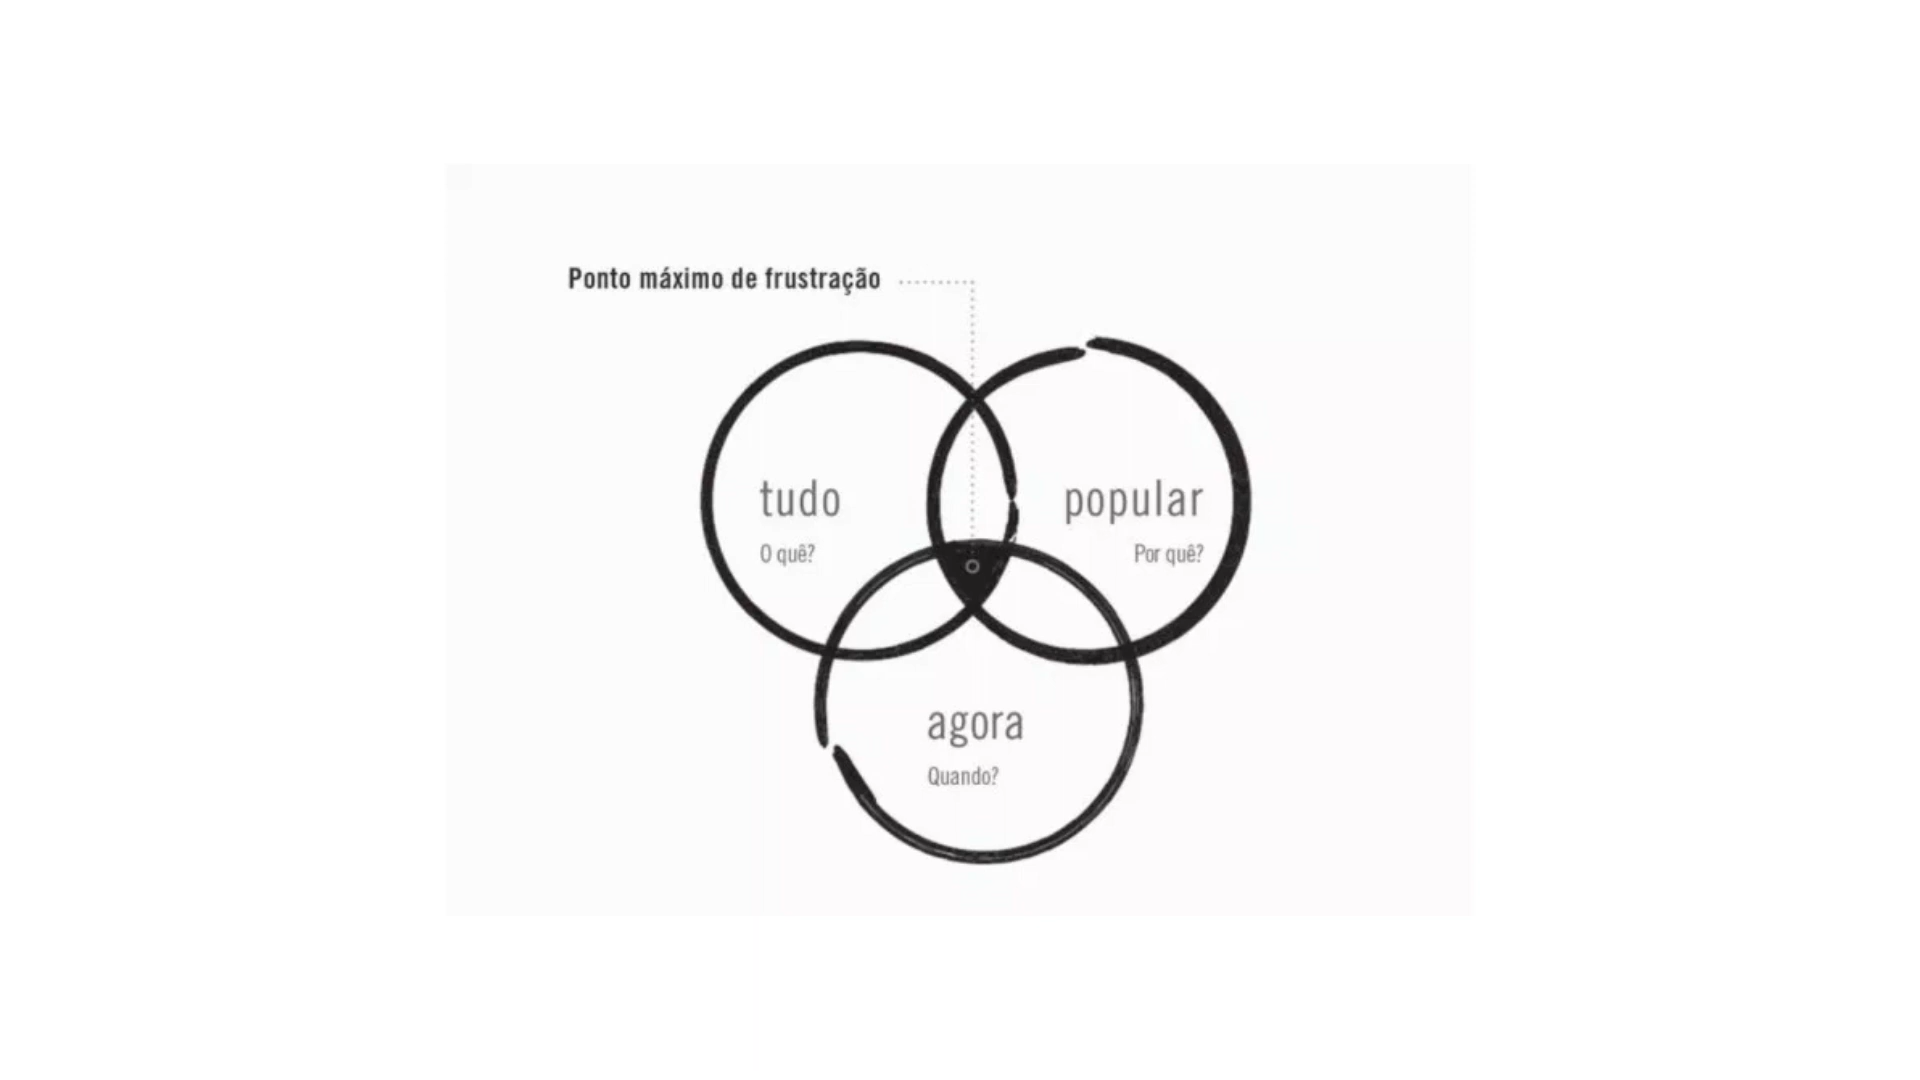 Ponto máximo de frustração
tudo
O quê?
popular
Por quê?
agora
Quando?